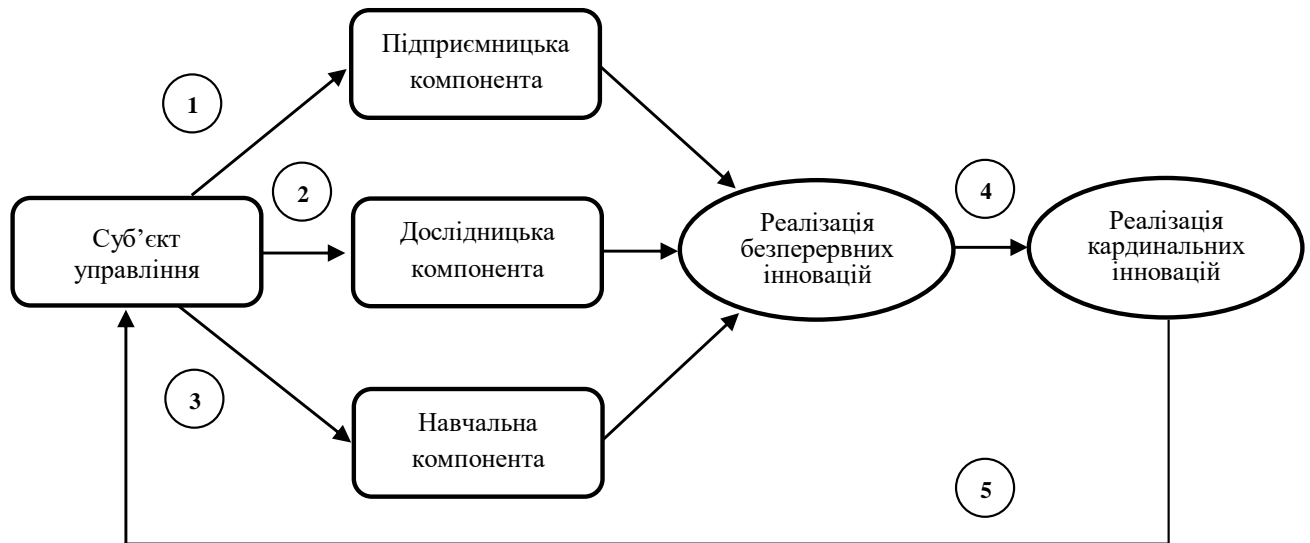 Підприємницька
компонента
1
2
Суб’єкт
управління
Дослідницька
компонента
Реалізація
безперервних
інновацій
4
Реалізація
кардинальних
інновацій
3
Навчальна
компонента
5